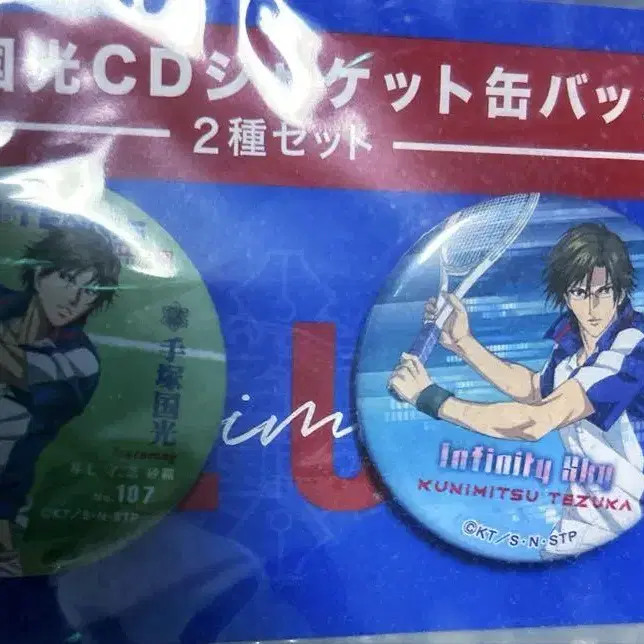 国光CDジャケット缶バッ
2種セット
手塚国光
No. 107
©KT/S・N・STP
im
Infinity Sky
KUNIMITSU TEZUKA
©KT/S・N・STP